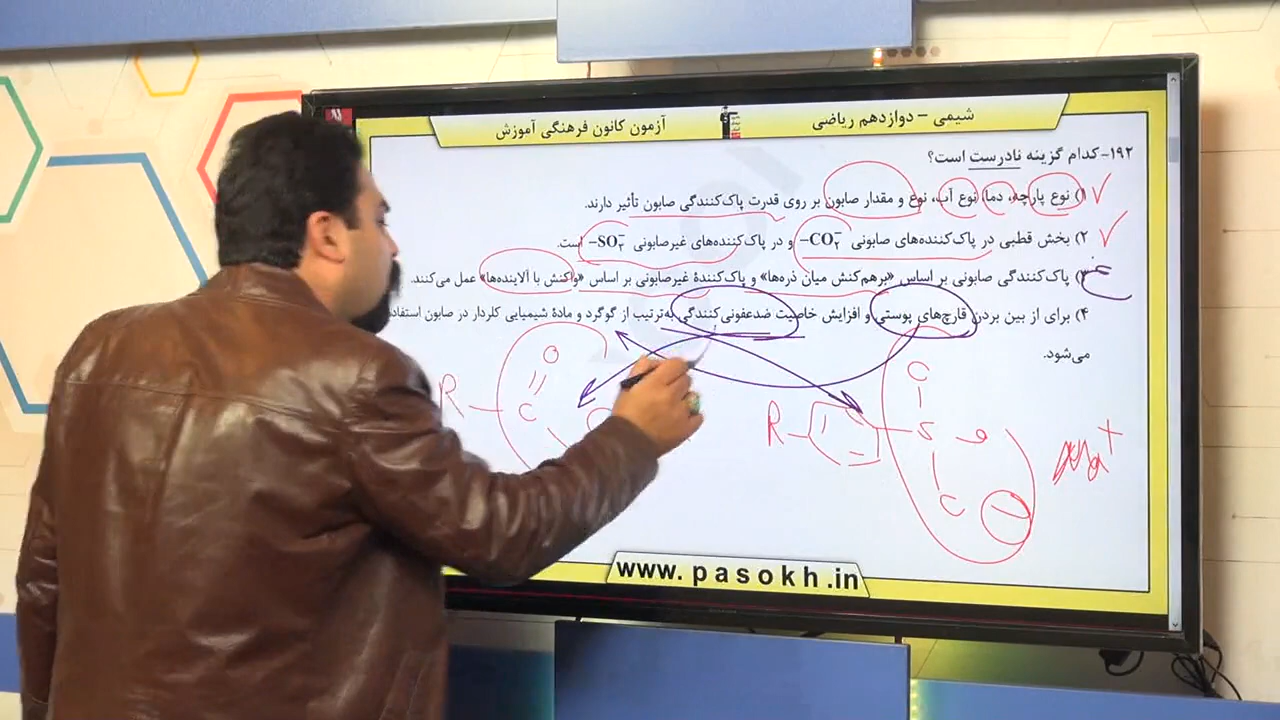 شیمی – دوازدهم ریاضی
آزمون کانون فرهنگی آموزش
۱۹۲-کدام گزینه نادرست است؟
۱) نوع پارچه، دما، نوع آب، نوع و مقدار صابون بر روی قدرت پاک‌کنندگی صابون تأثیر دارند.
۲) بخش قطبی در پاک‌کننده‌های صابونی –CO₂⁻ و در پاک‌کننده‌های غیرصابونی –SO₃⁻ است.
۳) پاک‌کنندگی صابونی بر اساس «برهم‌کنش میان ذره‌ها» و پاک‌کنندهٔ غیرصابونی بر اساس «واکنش با آلاینده‌ها» عمل می‌کنند.
۴) برای از بین بردن قارچ‌های پوستی و افزایش خاصیت ضدعفونی‌کنندگی به‌ترتیب از گوگرد و مادهٔ شیمیایی کلردار در صابون استفاد
می‌شود.
R C O
R O S O O
www.pasokh.in